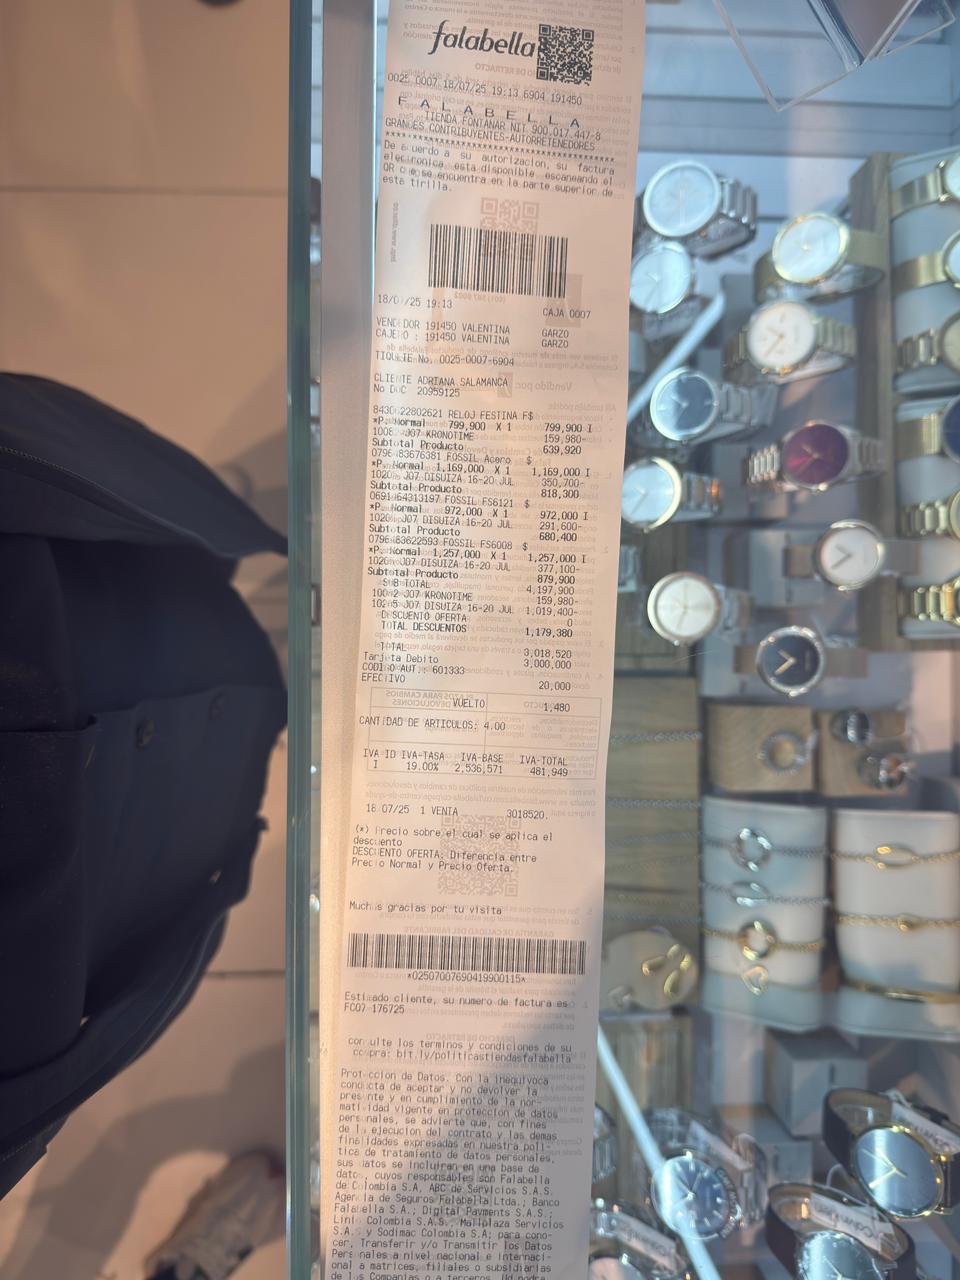 falabella
0025 0007 18/07/25 19:13 6904 191450
F A L A B E L L A
TIENDA FONTANAR NIT 900.017.447-8
GRANDES CONTRIBUYENTES-AUTORRETENEDORES
****************************************
De acuerdo a su autorizacion, su factura
electronica esta disponible escaneando el
QR que se encuentra en la parte superior de
esta tirilla.
18/07/25 19:13 CAJA 0007
VENDEDOR 191450 VALENTINA GARZO
CAJERO : 191450 VALENTINA GARZO
TIQUETE No. 0025-0007-6904
CLIENTE ADRIANA SALAMANCA
No DOC 20959125
8430622802621 RELOJ FESTINA F$
*P. Normal 799,900 X 1 799,900 I
10082 J07 KRONOTIME 159,980-
Subtotal Producto 639,920
0796483676381 FOSSIL Acero $
*P. Normal 1,169,000 X 1 1,169,000 I
10205 J07 DISUIZA 16-20 JUL 350,700-
Subtotal Producto 818,300
0691464313197 FOSSIL FS6121 $
*P. Normal 972,000 X 1 972,000 I
10205 J07 DISUIZA 16-20 JUL 291,600-
Subtotal Producto 680,400
0796483622593 FOSSIL FS6008 $
*P. Normal 1,257,000 X 1 1,257,000 I
10205 J07 DISUIZA 16-20 JUL 377,100-
Subtotal Producto 879,900
SUB TOTAL 4,197,900
10082 J07 KRONOTIME 159,980-
10205 J07 DISUIZA 16-20 JUL 1,019,400-
DESCUENTO OFERTA 0
TOTAL DESCUENTOS 1,179,380
TOTAL 3,018,520
Tarjeta Debito 3,000,000
CODIGO AUT.: 601333
EFECTIVO 20,000
VUELTO 1,480
CANTIDAD DE ARTICULOS: 4.00
IVA ID IVA-TASA IVA-BASE IVA-TOTAL
I 19.00% 2,536,571 481,949
18/07/25 1 VENTA 3018520.
(*) Precio sobre el cual se aplica el
descuento
DESCUENTO OFERTA: Diferencia entre
Precio Normal y Precio Oferta.
Muchas gracias por tu visita
*02507007690419900115*
Estimado cliente, su numero de factura es
FC07 176725
consulte los terminos y condiciones de su
compra: bit.ly/politicastiendasfalabella
Proteccion de Datos. Con la inequivoca
conducta de aceptar y no devolver la
presente y en cumplimiento de la nor-
matividad vigente en proteccion de datos
personales, se advierte que, con fines
de la ejecucion del contrato y las demas
finalidades expresadas en nuestra poli-
tica de tratamiento de datos personales,
sus datos se incluiran en una base de
datos, cuyos responsables son Falabella
de Colombia S.A, ABC de Servicios S.A.S.
Agencia de Seguros Falabella Ltda.; Banco
Falabella S.A.; Digital Payments S.A.S.;
Linio Colombia S.A.S., Mallplaza Servicios
S.A.S y Sodimac Colombia S.A; para cono-
cer, Transferir y/o Transmitir los Datos
Personales a nivel nacional e internaci-
onal a matrices, filiales o subsidiarias
de las Companias o a terceros. Ud podra